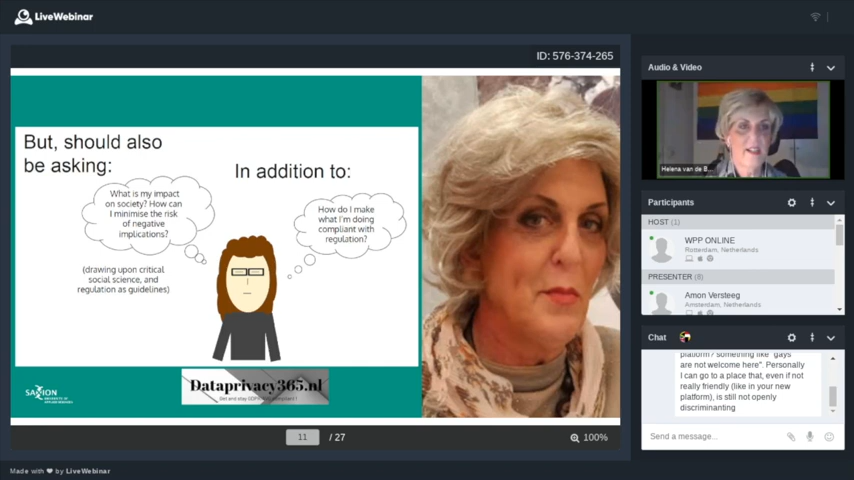 LiveWebinar
ID: 576-374-265
But, should also
be asking:
In addition to:
What is my impact
on society? How can
I minimise the risk
of negative
implications?
How do I make
what I'm doing
compliant with
regulation?
(drawing upon critical
social science, and
regulation as guidelines)
SAXION
Dataprivacy365.nl
11 / 27
100%
Made with ❤ by LiveWebinar
Audio & Video
Helena van de B...
Participants
HOST (1)
WPP ONLINE
Rotterdam, Netherlands
PRESENTER (8)
Amon Versteeg
Amsterdam, Netherlands
Chat
platform? something like "gays
are not welcome here". Personally
I can go to a place that, even if not
really friendly (like in your new
platform), is still not openly
discriminanting
Send a message...